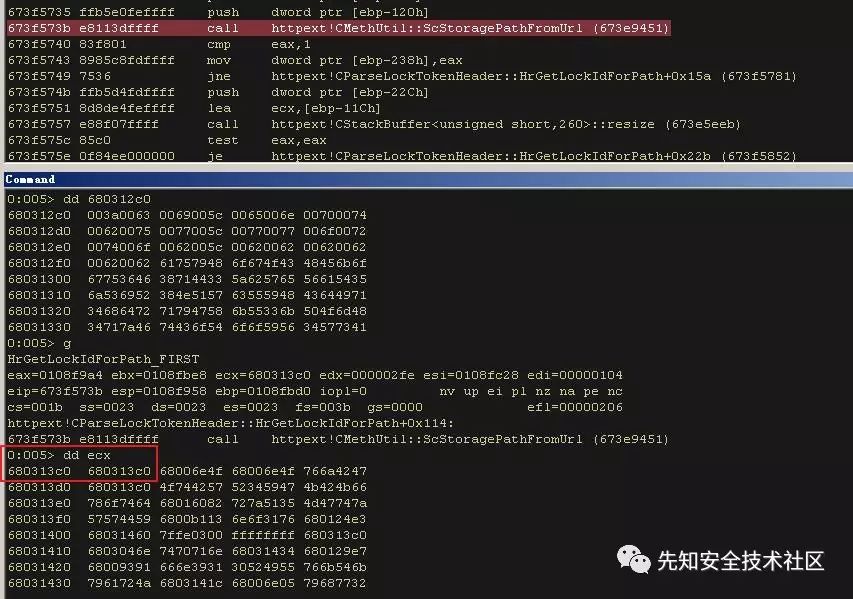 673f5735 ffb5e0feffff push dword ptr [ebp-120h]
673f573b e8113dffff call httpext!CMethUtil::ScStoragePathFromUrl (673e9451)
673f5740 83f801 cmp eax,1
673f5743 8985c8fdffff mov dword ptr [ebp-238h],eax
673f5749 7536 jne httpext!CParseLockTokenHeader::HrGetLockIdForPath+0x15a (673f5781)
673f574b ffb5d4fdffff push dword ptr [ebp-22Ch]
673f5751 8d8de4feffff lea ecx,[ebp-11Ch]
673f5757 e88f07ffff call httpext!CStackBuffer<unsigned short,260>::resize (673e5eeb)
673f575c 85c0 test eax,eax
673f575e 0f84ee000000 je httpext!CParseLockTokenHeader::HrGetLockIdForPath+0x22b (673f5852)
Command
0:005> dd 680312c0
680312c0 003a0063 0069005c 0065006e 00700074
680312d0 00620075 0077005c 00770077 006f0072
680312e0 0074006f 0062005c 00620062 00620062
680312f0 00620062 61757948 6f674f43 48456b6f
68031300 67753646 38714433 5a625765 56615435
68031310 6a536952 384e5157 63555948 43644971
68031320 34686472 71794758 6b55336b 504f6d48
68031330 34717a46 74436f54 6f6f5956 34577341
0:005> g
HrGetLockIdForPath_FIRST
eax=0108f9a4 ebx=0108fbe8 ecx=680313c0 edx=000002fe esi=0108fc28 edi=00000104
eip=673f573b esp=0108f958 ebp=0108fbd0 iopl=0 nv up ei pl nz na pe nc
cs=001b ss=0023 ds=0023 es=0023 fs=003b gs=0000 efl=00000206
httpext!CParseLockTokenHeader::HrGetLockIdForPath+0x114:
673f573b e8113dffff call httpext!CMethUtil::ScStoragePathFromUrl (673e9451)
0:005> dd ecx
680313c0 680313c0 68006e4f 68006e4f 766a4247
680313d0 680313c0 4f744257 52345947 4b424b66
680313e0 786f7464 68016082 727a5135 4d47747a
680313f0 57574459 6800b113 6e6f3176 680124e3
68031400 68031460 7ffe0300 ffffffff 680313c0
68031410 6803046e 7470716e 68031434 680129e7
68031420 68009391 666e3931 30524955 766b546b
68031430 7961724a 6803141c 68006e05 79687732
先知安全技术社区